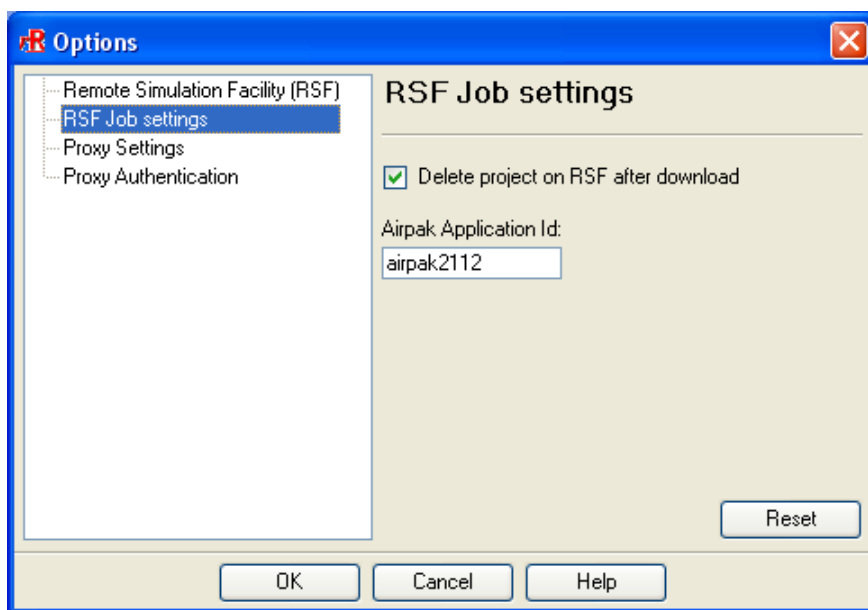 Options
Remote Simulation Facility (RSF)
RSF Job settings
Proxy Settings
Proxy Authentication
RSF Job settings
Delete project on RSF after download
Airpak Application Id:
airpak2112
Reset
OK
Cancel
Help